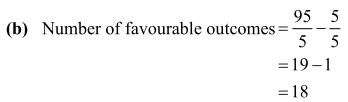 (b) Number of favourable outcomes = 95/5 − 5/5
= 19 − 1
= 18